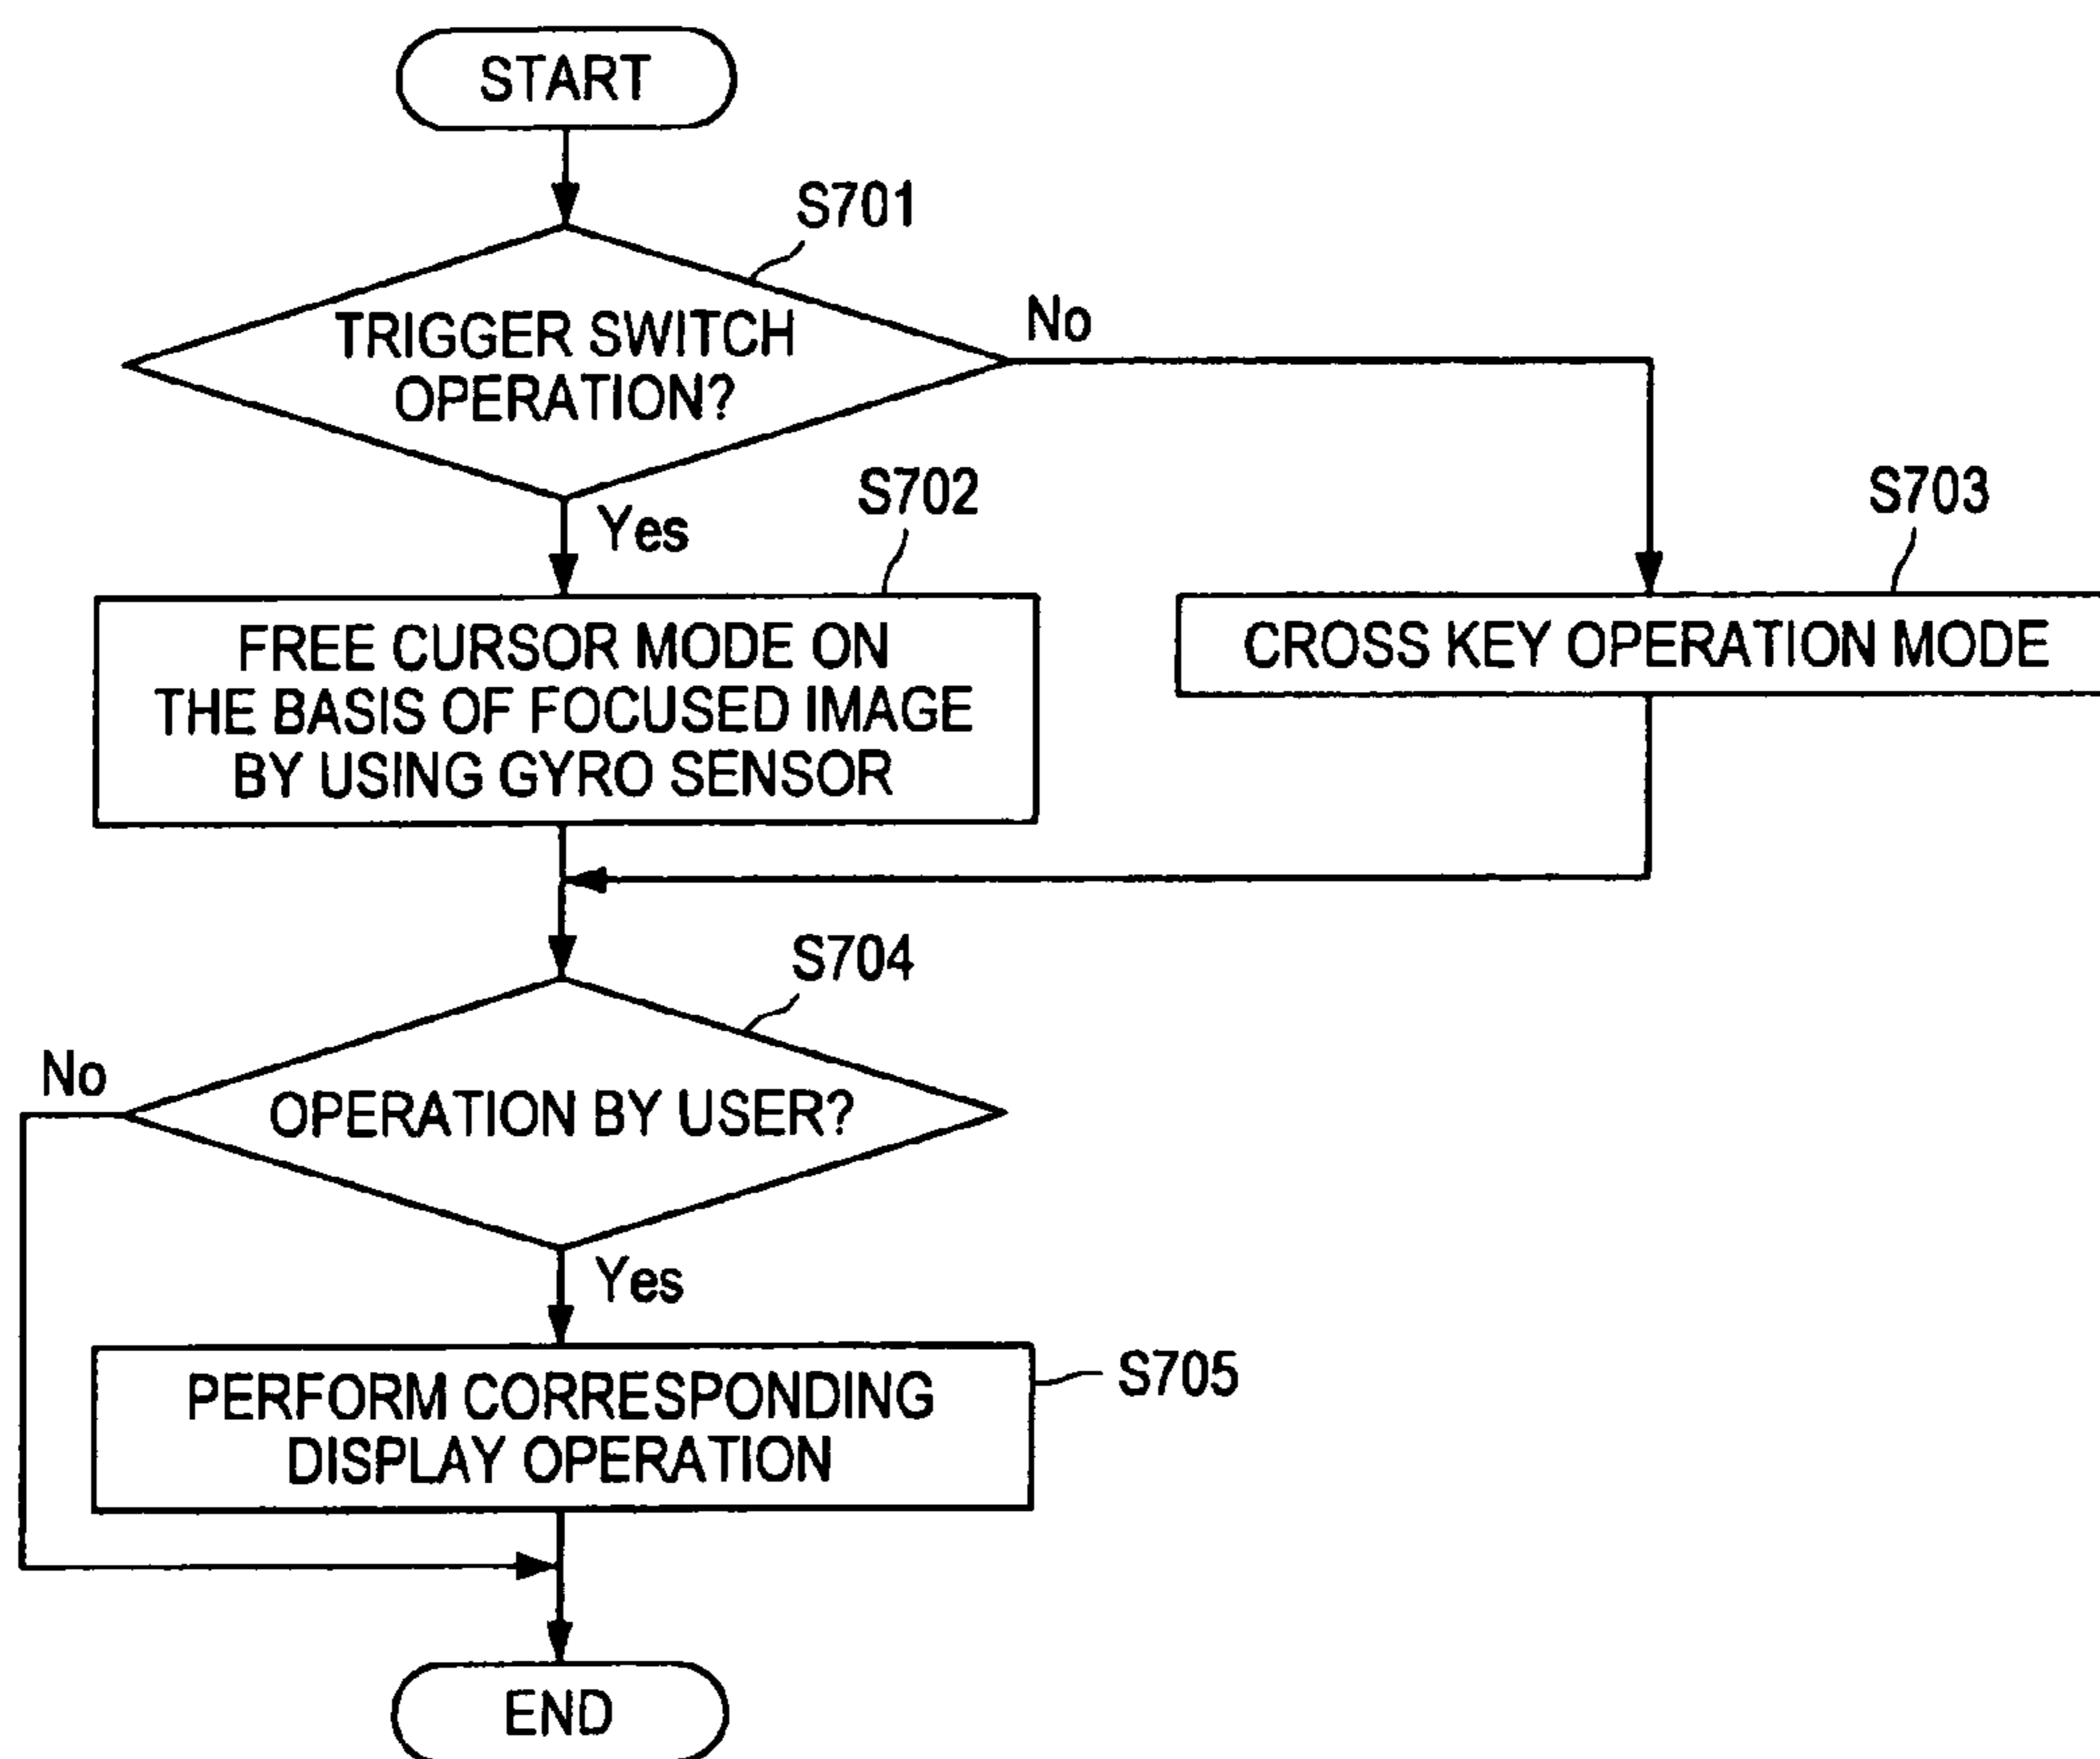 START
S701
TRIGGER SWITCH
OPERATION?
No
Yes
S702
S703
FREE CURSOR MODE ON
THE BASIS OF FOCUSED IMAGE
BY USING GYRO SENSOR
CROSS KEY OPERATION MODE
S704
No
OPERATION BY USER?
Yes
S705
PERFORM CORRESPONDING
DISPLAY OPERATION
END